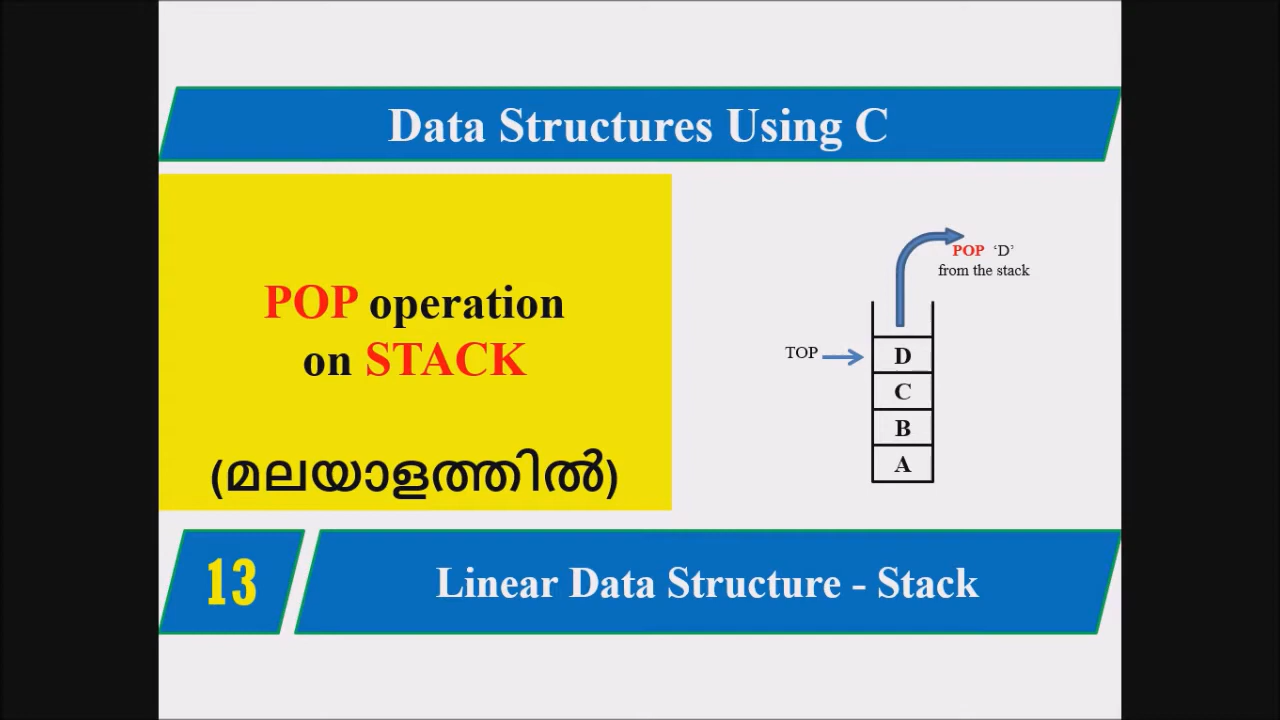 Data Structures Using C
POP operation
on STACK
(മലയാളത്തിൽ)
POP ‘D’
from the stack
TOP
D
C
B
A
13
Linear Data Structure - Stack